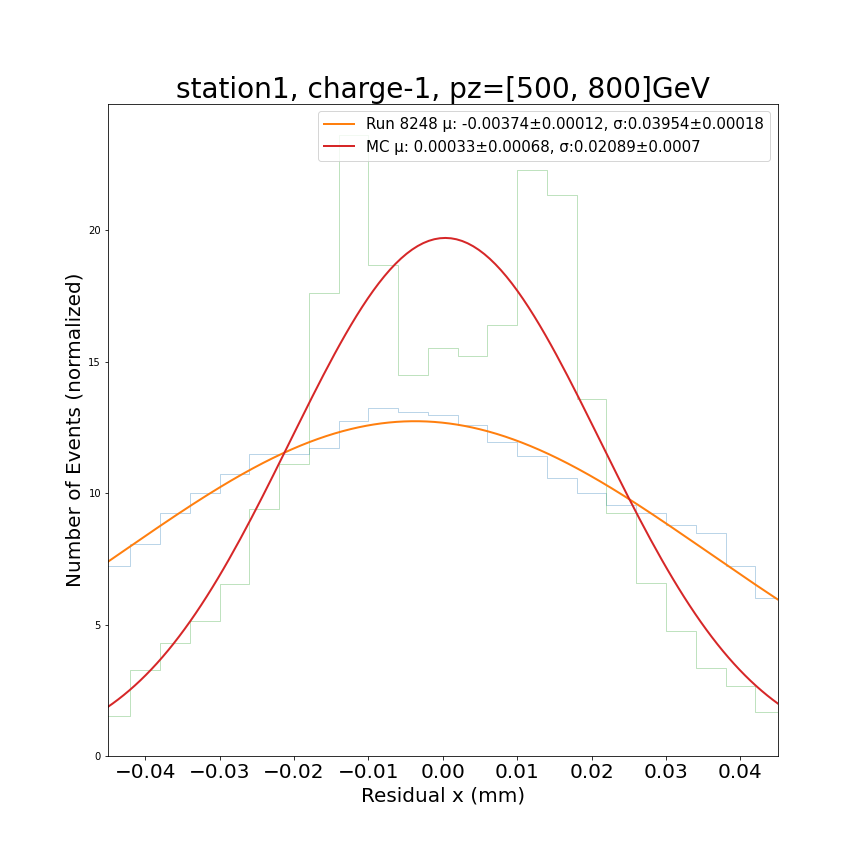 station1, charge-1, pz=[500, 800]GeV
Run 8248 μ: -0.00374±0.00012, σ:0.03954±0.00018
MC μ: 0.00033±0.00068, σ:0.02089±0.0007
Number of Events (normalized)
20
15
10
5
0
−0.04 −0.03 −0.02 −0.01 0.00 0.01 0.02 0.03 0.04
Residual x (mm)